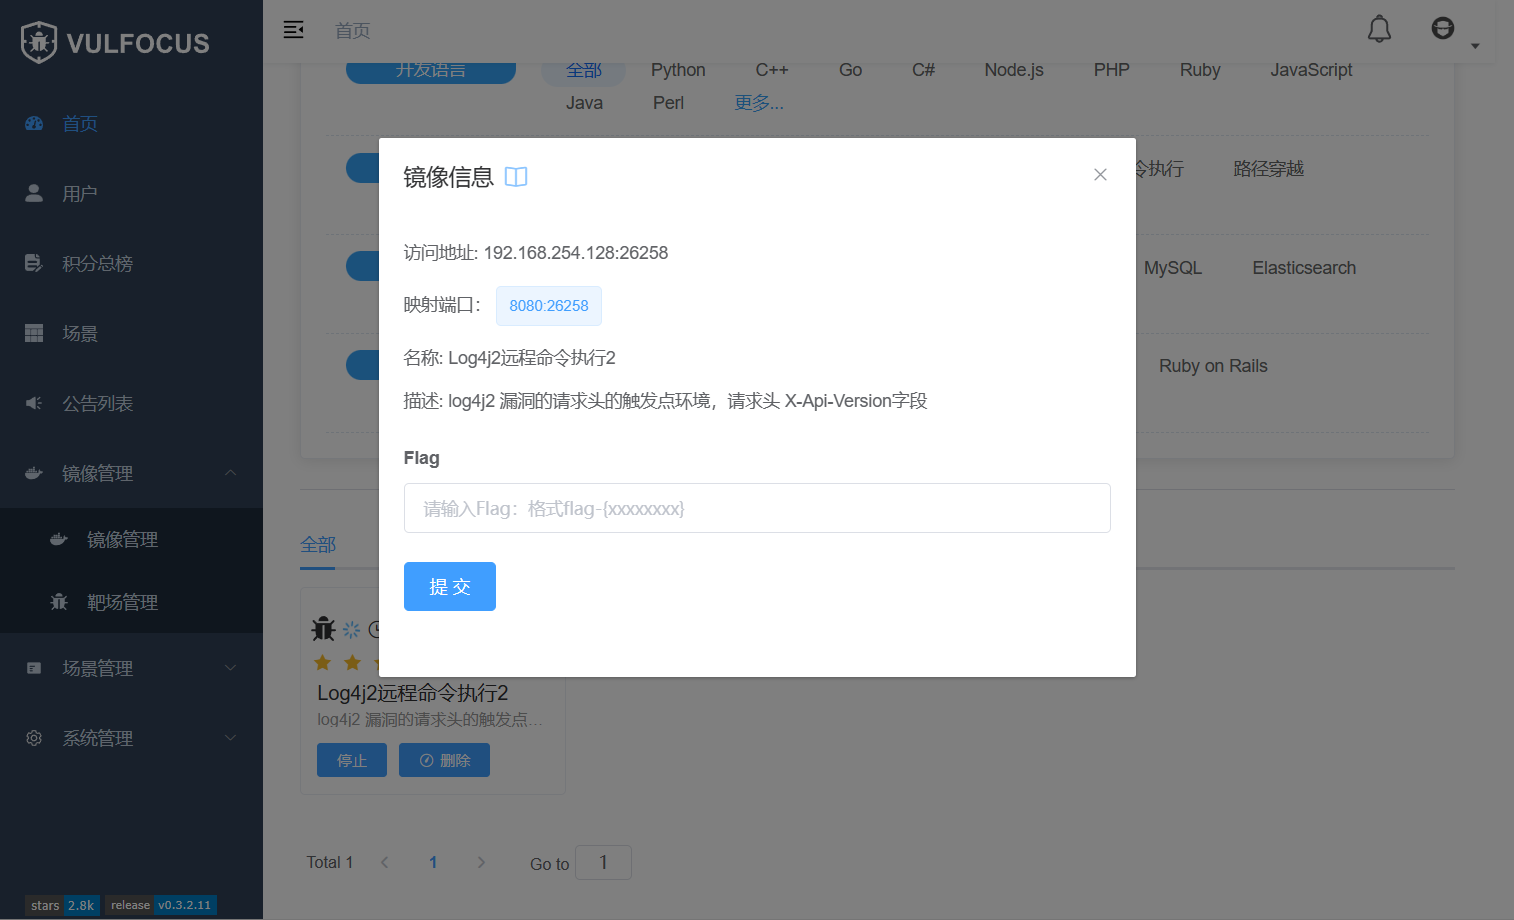 VULFOCUS
首页
用户
积分总榜
场景
公告列表
镜像管理
镜像管理
靶场管理
场景管理
系统管理
stars 2.8k release v0.3.2.11
首页
开发语言 全部 Python C++ Go C# Node.js PHP Ruby JavaScript
Java Perl 更多...
令执行 路径穿越
MySQL Elasticsearch
Ruby on Rails
镜像信息
访问地址: 192.168.254.128:26258
映射端口： 8080:26258
名称: Log4j2远程命令执行2
描述: log4j2 漏洞的请求头的触发点环境，请求头 X-Api-Version字段
Flag
请输入Flag：格式flag-{xxxxxxxx}
提 交
全部
Log4j2远程命令执行2
log4j2 漏洞的请求头的触发点...
停止 删除
Total 1 1 Go to 1